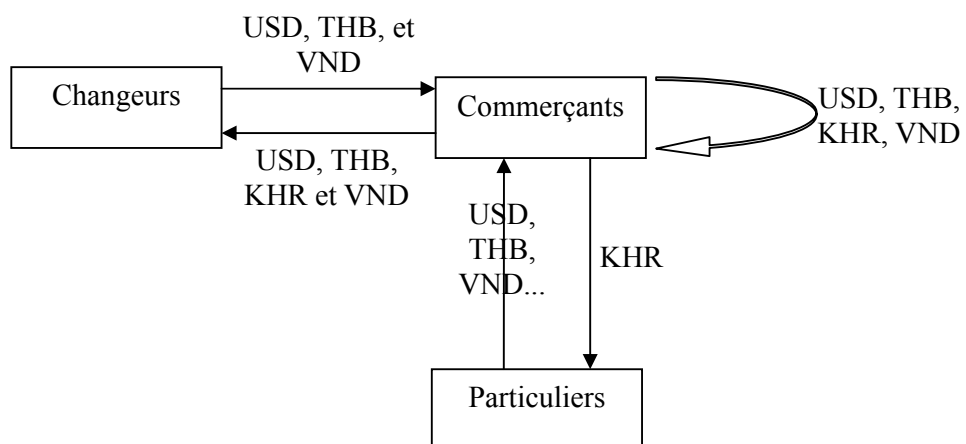 USD, THB, et
VND
Changeurs
Commerçants
USD, THB,
KHR, VND
USD, THB,
KHR et VND
USD,
THB,
VND...
KHR
Particuliers